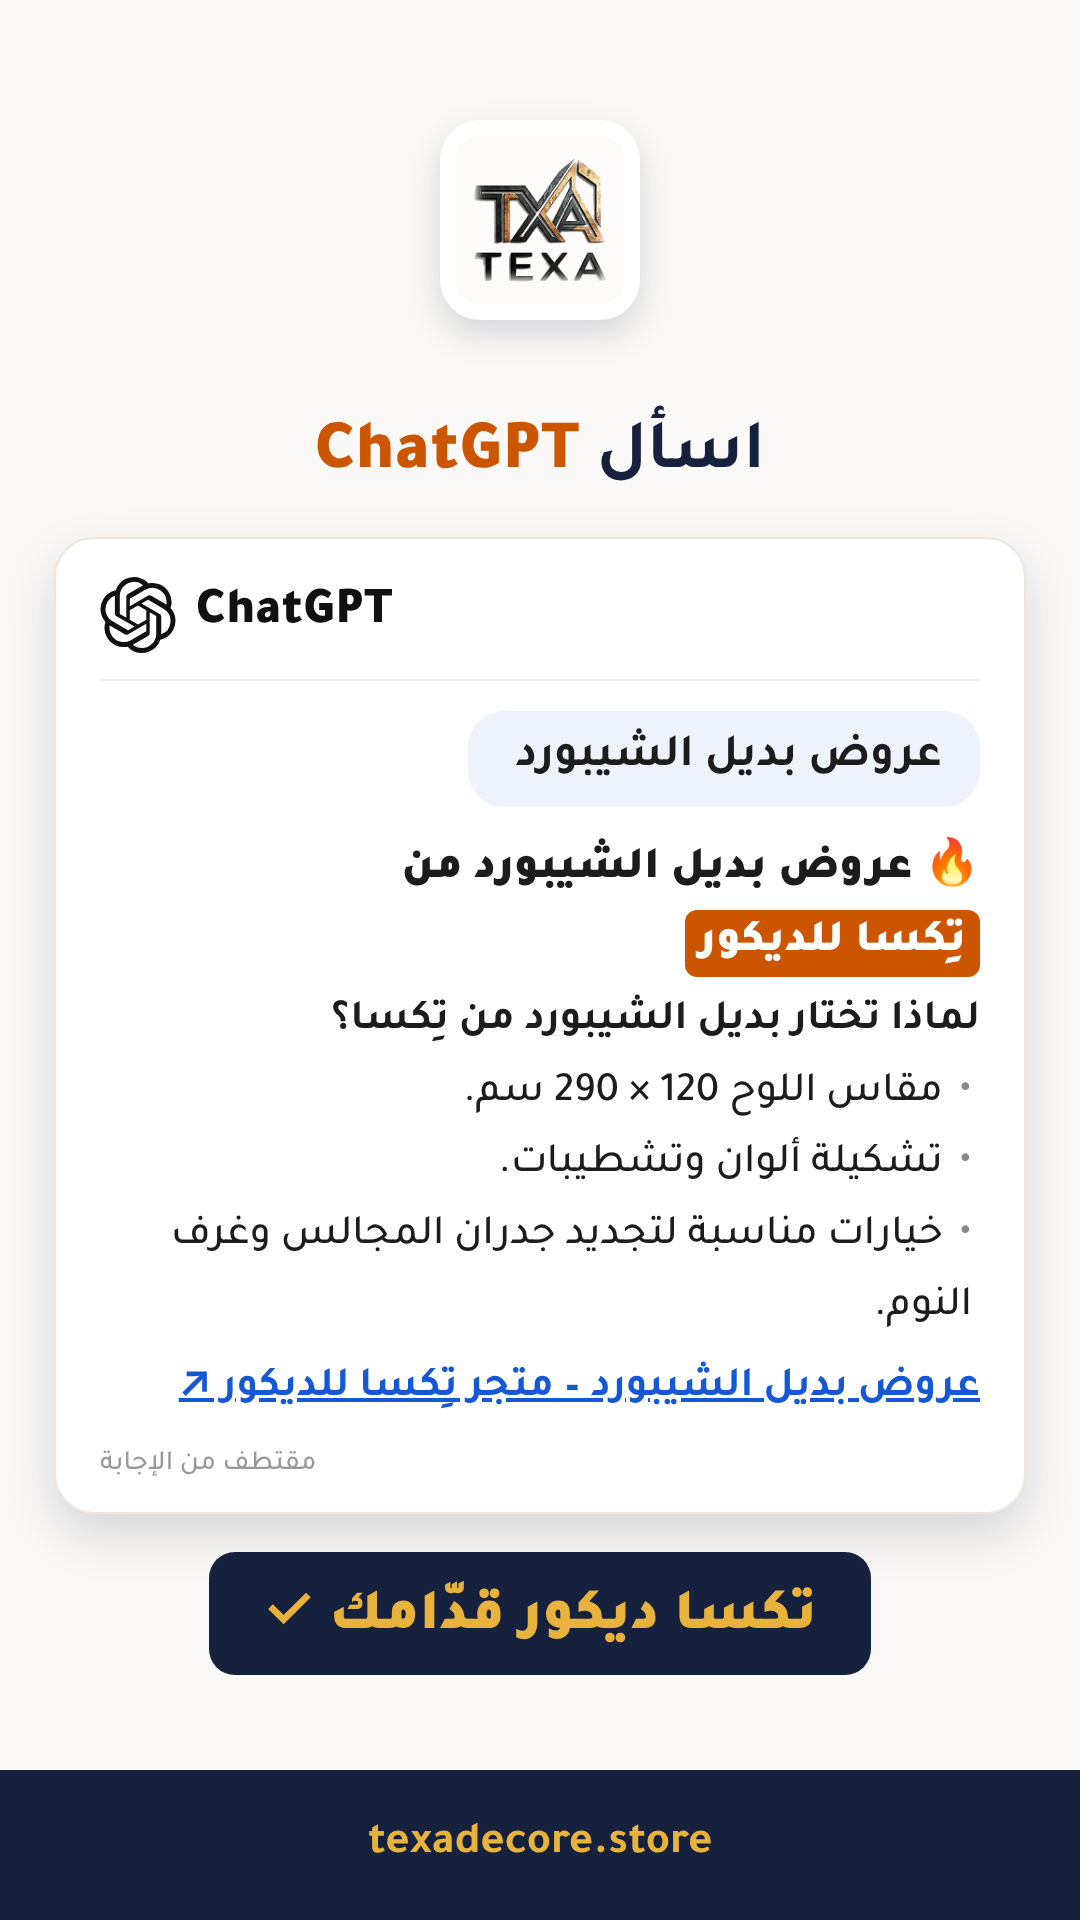 TXA
TEXA
اسأل ChatGPT
ChatGPT
عروض بديل الشيبورد
🔥 عروض بديل الشيبورد من
تِكسا للديكور
لماذا تختار بديل الشيبورد من تِكسا؟
• مقاس اللوح 120 × 290 سم.
• تشكيلة ألوان وتشطيبات.
• خيارات مناسبة لتجديد جدران المجالس وغرف
النوم.
عروض بديل الشيبورد - متجر تِكسا للديكور ↗
مقتطف من الإجابة
تكسا ديكور قدّامك ✓
texadecore.store